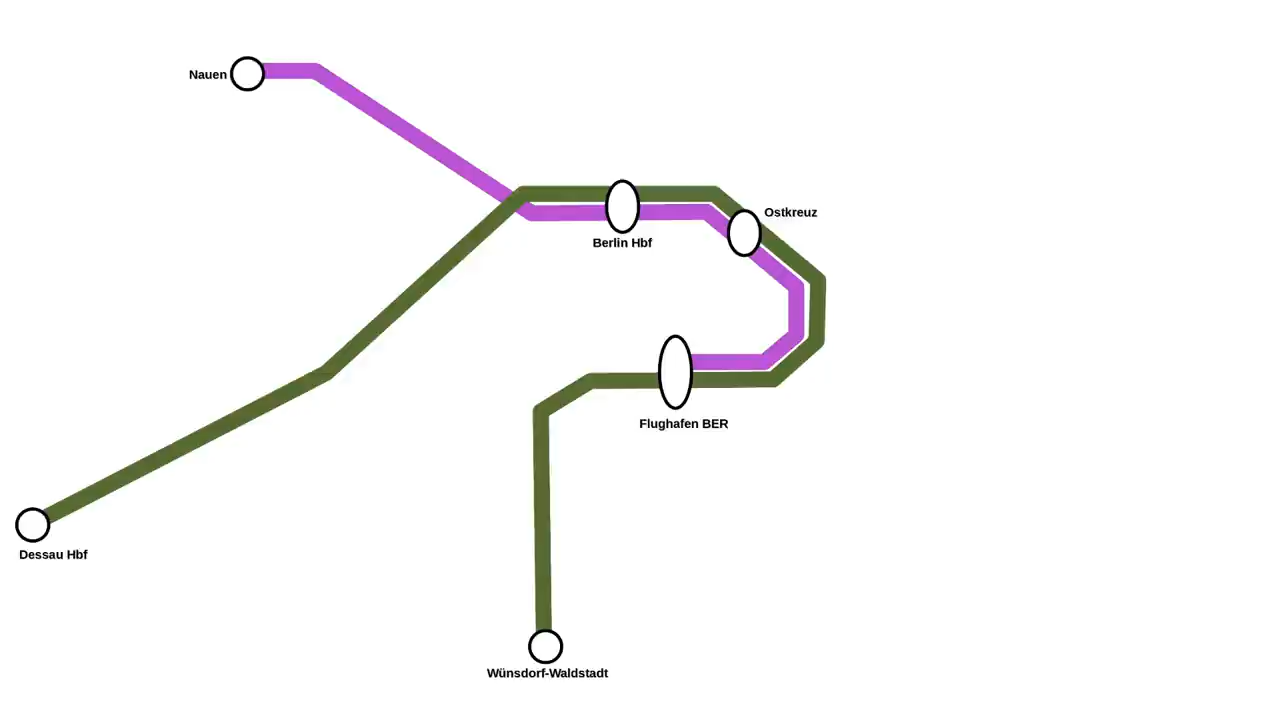 Nauen
Ostkreuz
Berlin Hbf
Flughafen BER
Dessau Hbf
Wünsdorf-Waldstadt